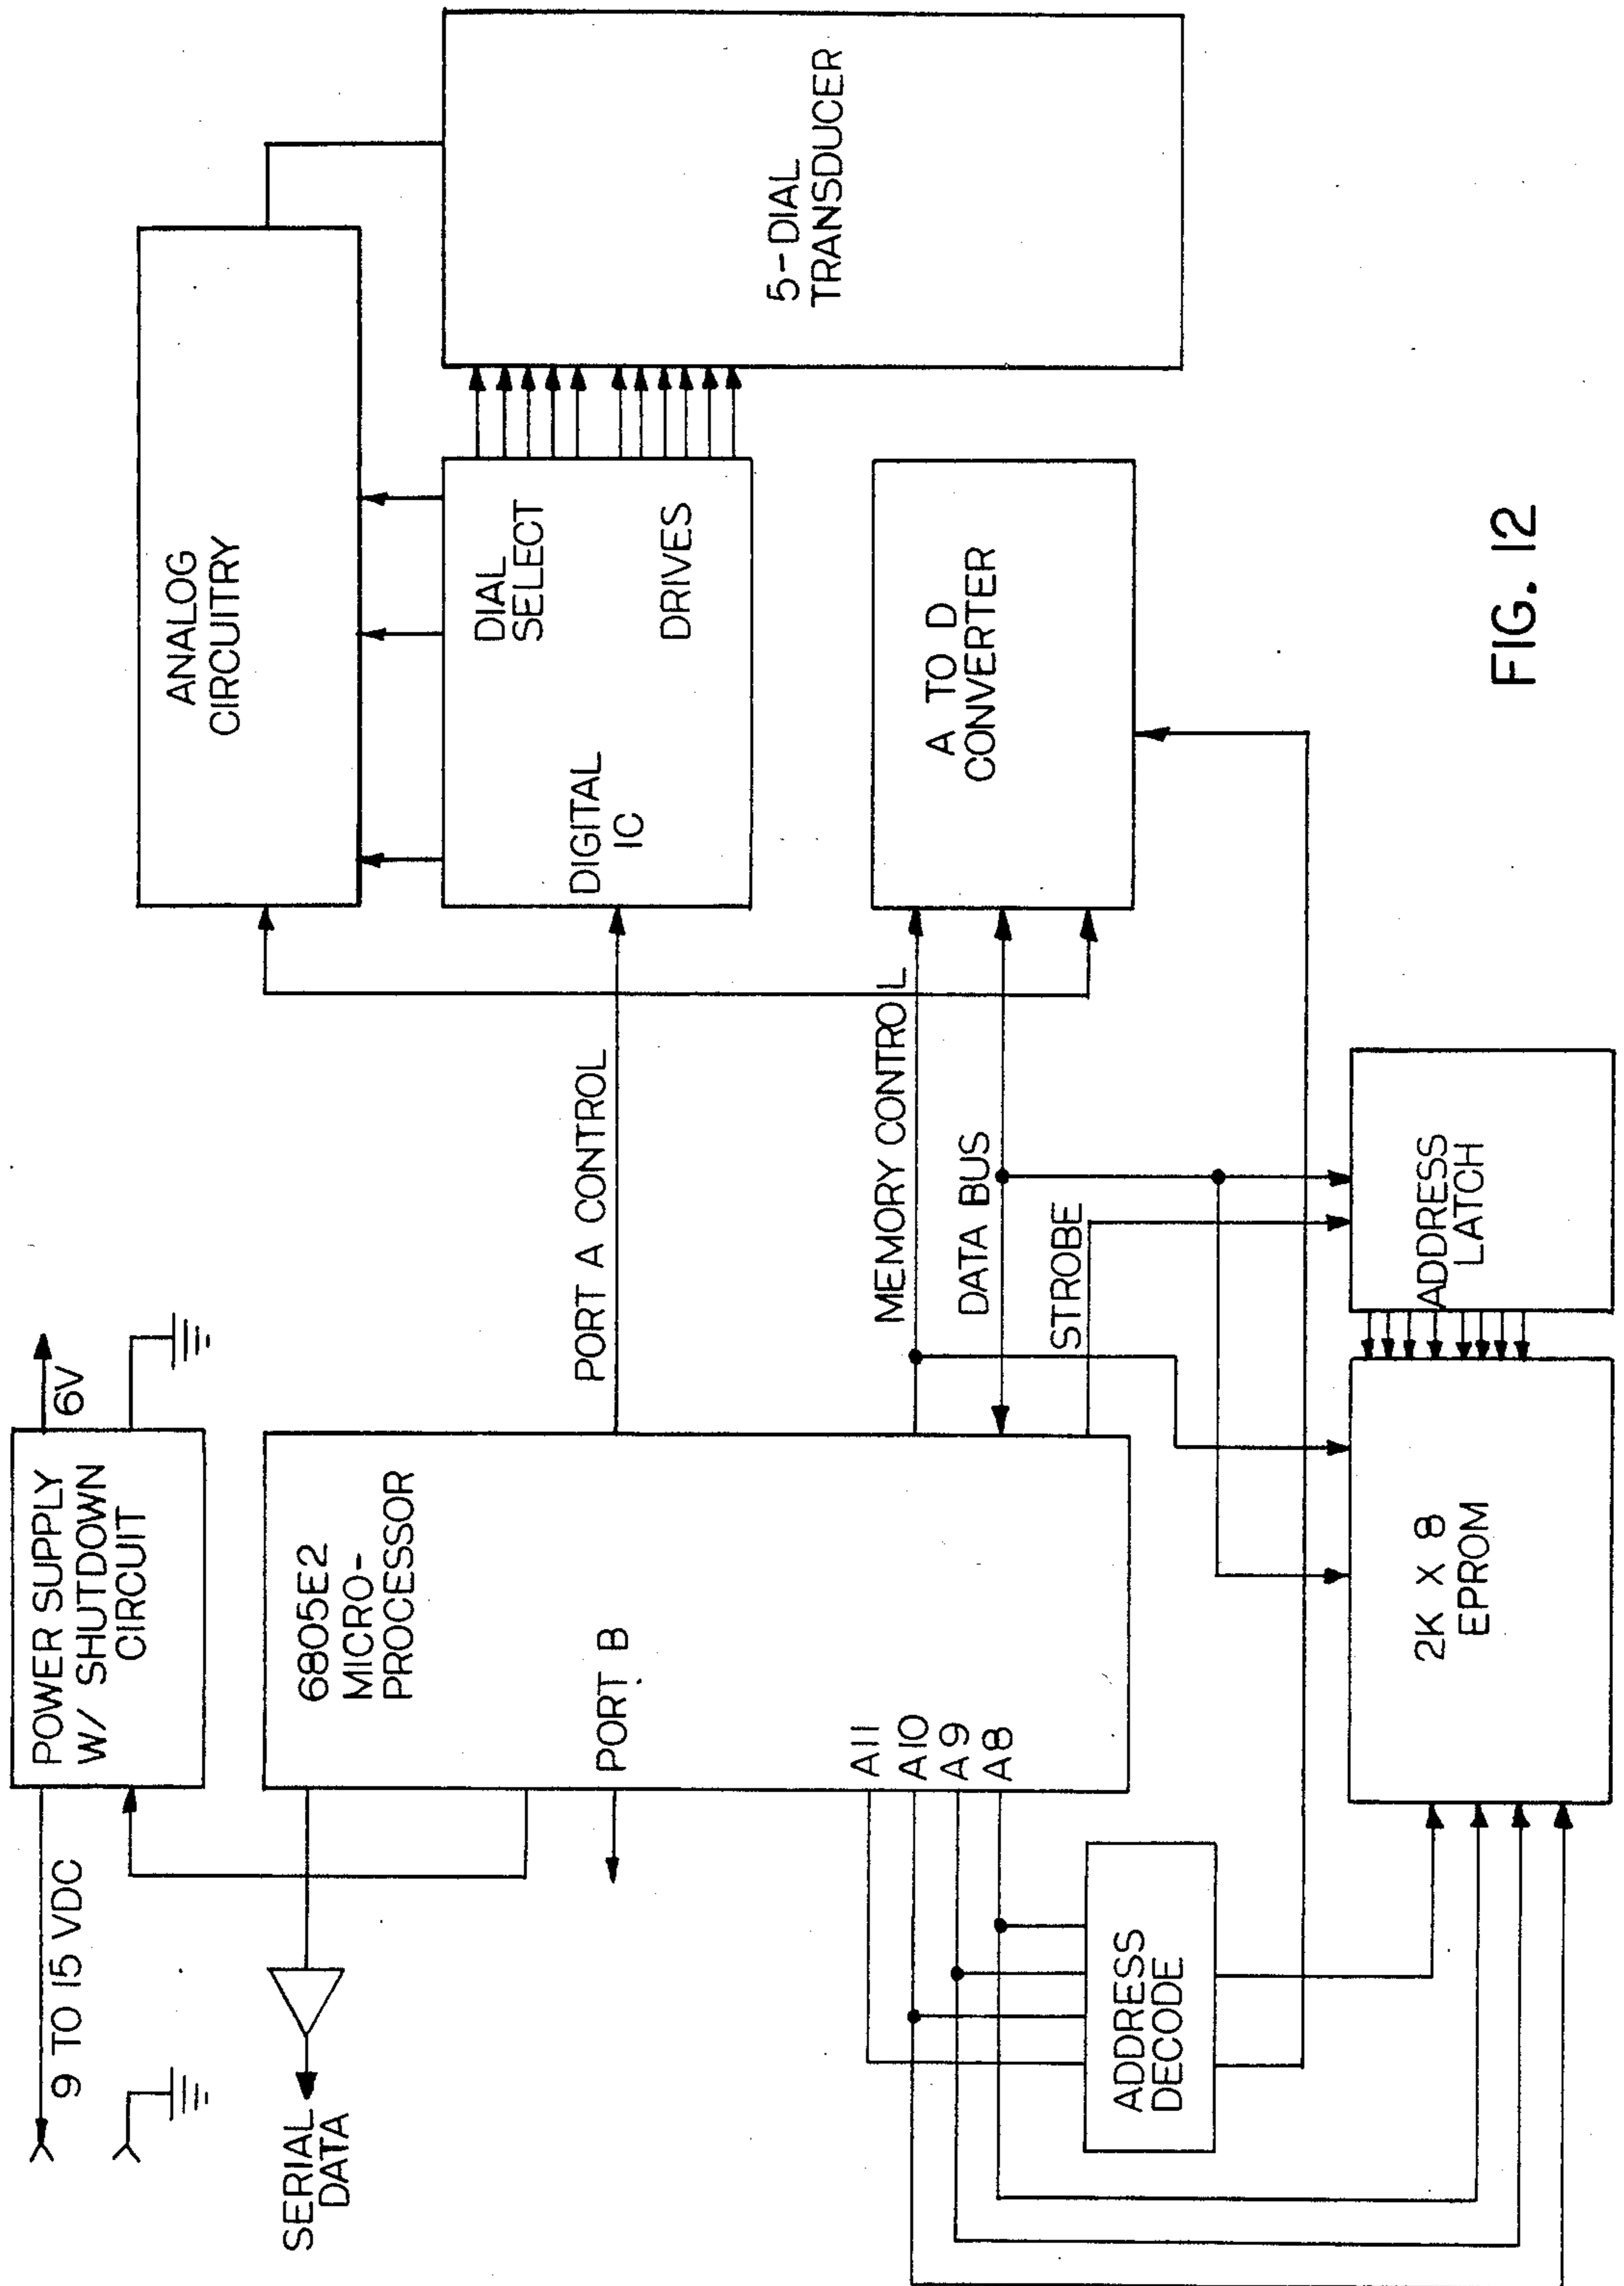 9 TO 15 VDC
POWER SUPPLY
W/ SHUTDOWN
CIRCUIT
6V
SERIAL
DATA
6805E2
MICRO-
PROCESSOR
PORT B
A11
A10
A9
A8
PORT A CONTROL
MEMORY CONTROL
DATA BUS
STROBE
ANALOG
CIRCUITRY
DIGITAL
IC
DIAL
SELECT
DRIVES
5-DIAL
TRANSDUCER
A TO D
CONVERTER
ADDRESS
DECODE
2K X 8
EPROM
ADDRESS
LATCH
FIG. 12